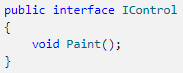 public interface IControl
{
    void Paint();
}